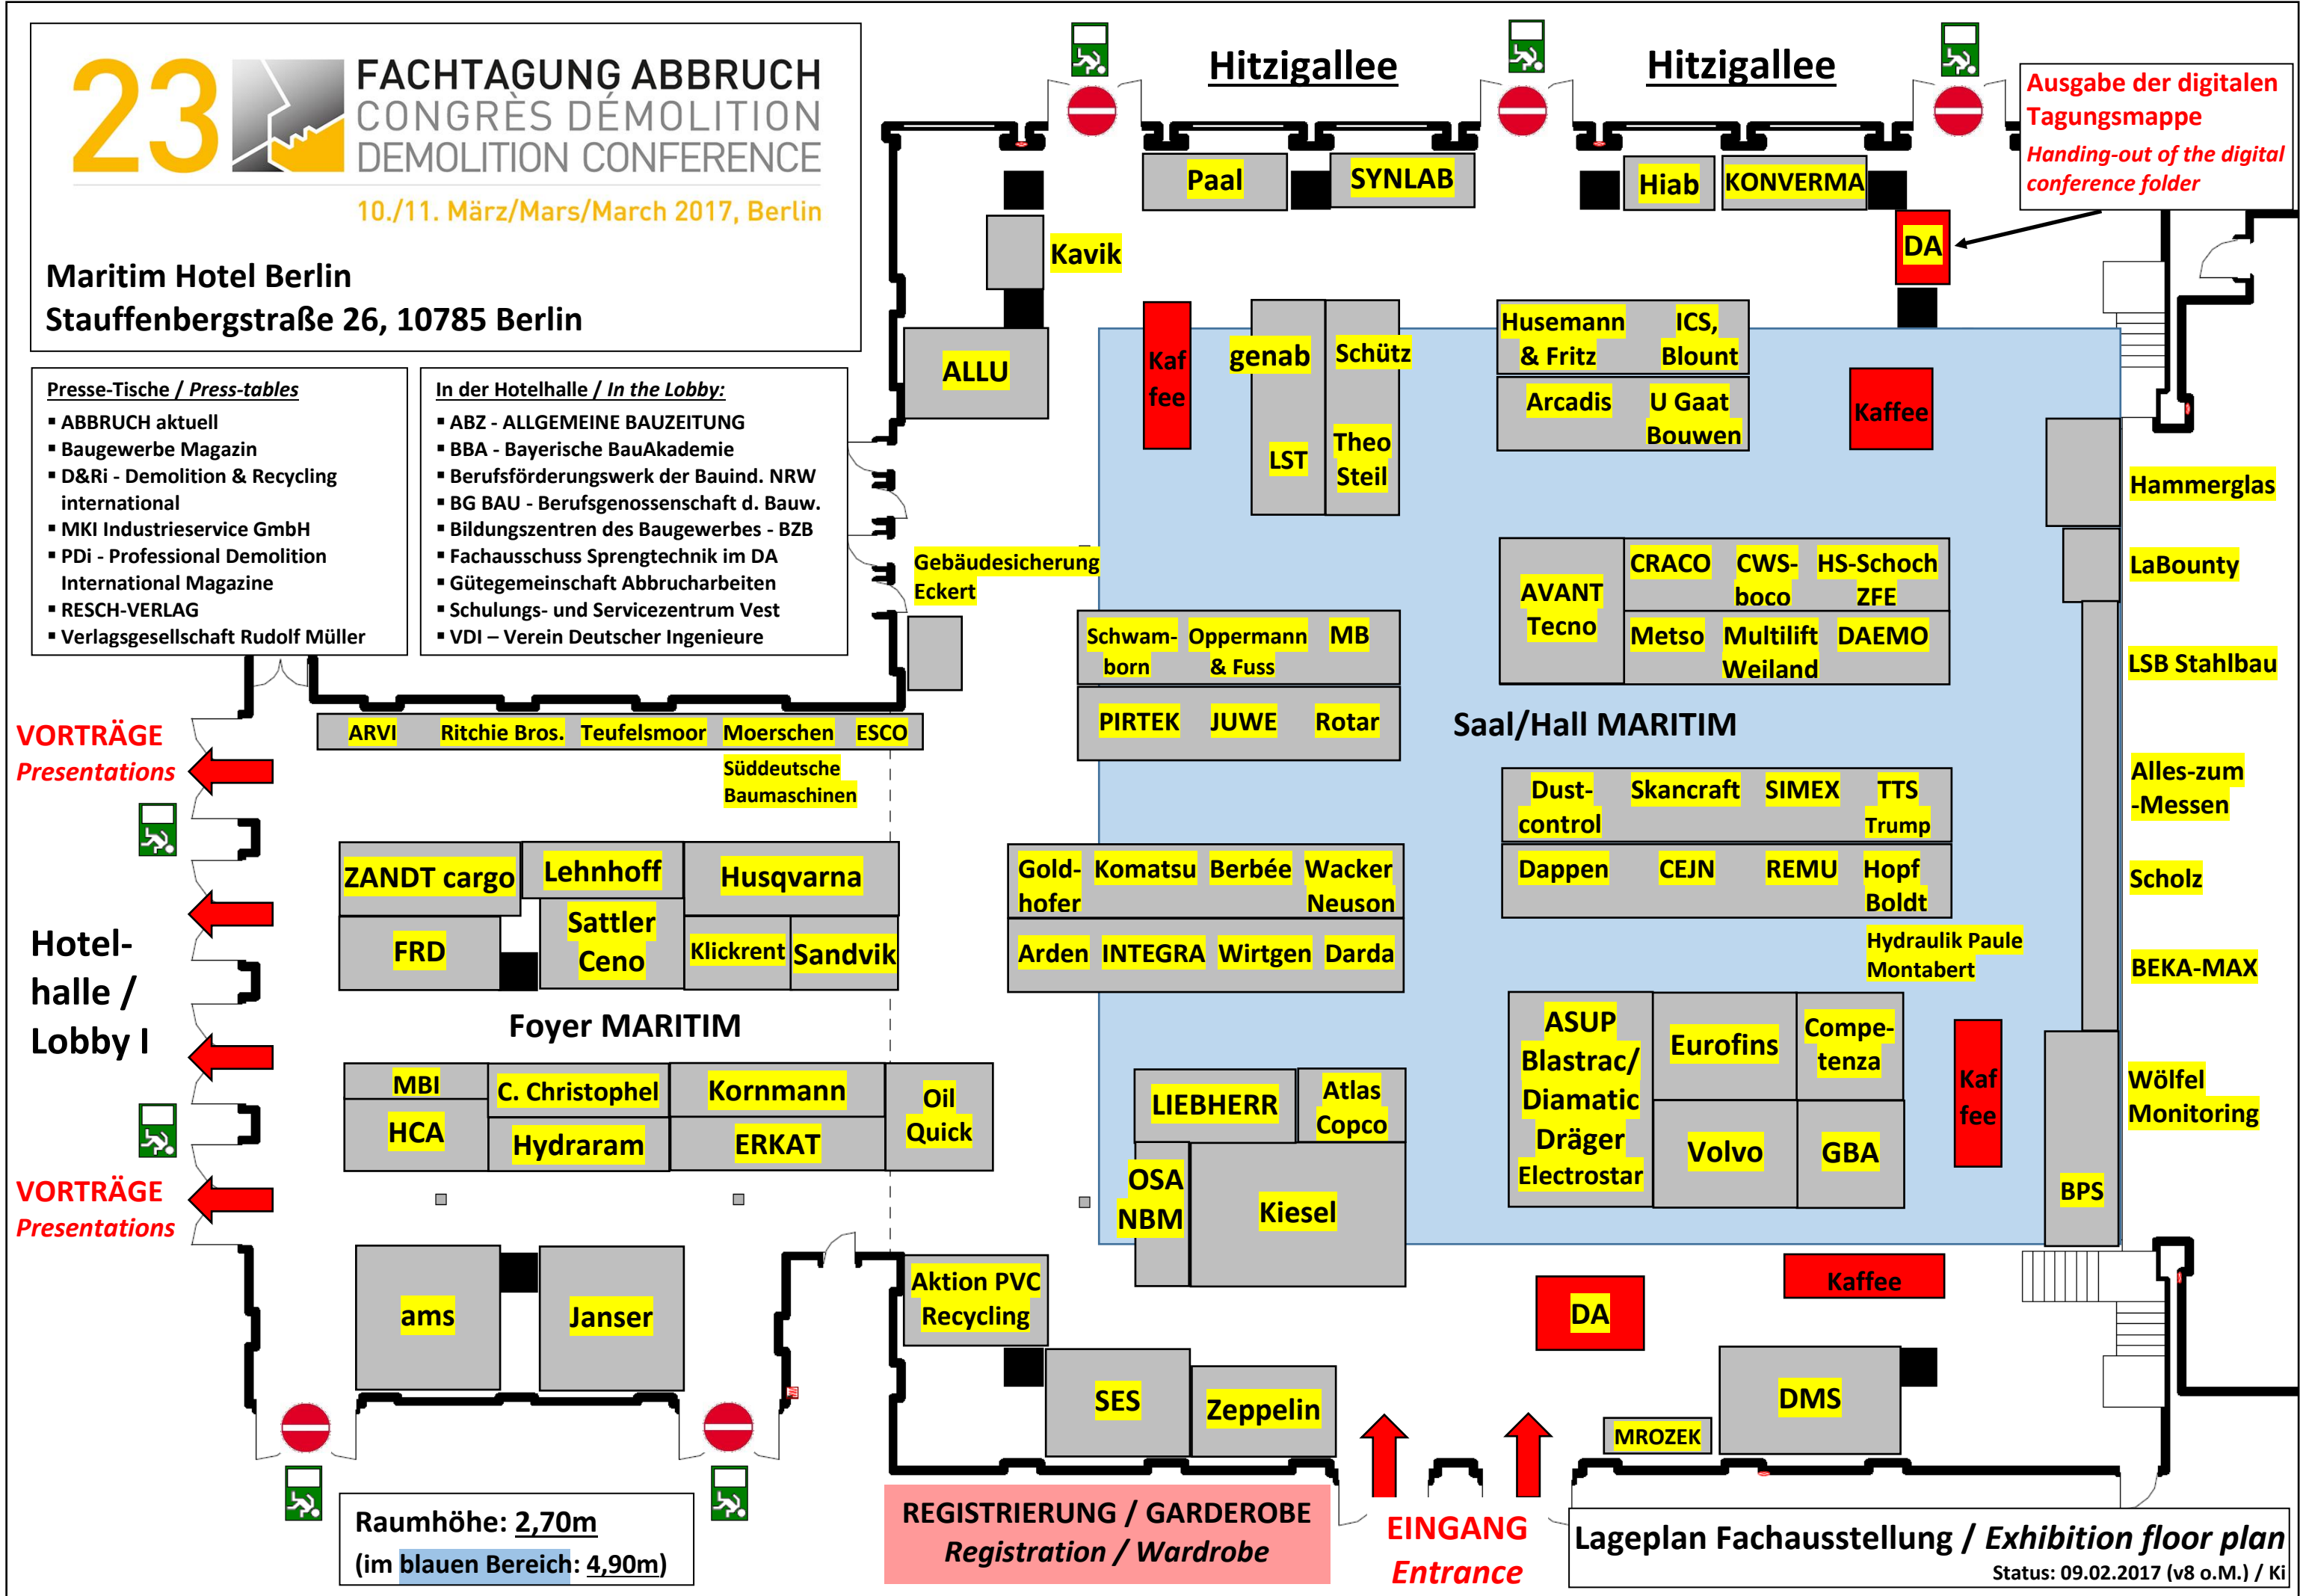 23
FACHTAGUNG ABBRUCH
CONGRÈS DÉMOLITION
DEMOLITION CONFERENCE
10./11. März/Mars/March 2017, Berlin
Maritim Hotel Berlin
Stauffenbergstraße 26, 10785 Berlin
Presse-Tische / Press-tables
▪ ABBRUCH aktuell
▪ Baugewerbe Magazin
▪ D&Ri - Demolition & Recycling
international
▪ MKI Industrieservice GmbH
▪ PDi - Professional Demolition
International Magazine
▪ RESCH-VERLAG
▪ Verlagsgesellschaft Rudolf Müller
In der Hotelhalle / In the Lobby:
▪ ABZ - ALLGEMEINE BAUZEITUNG
▪ BBA - Bayerische BauAkademie
▪ Berufsförderungswerk der Bauind. NRW
▪ BG BAU - Berufsgenossenschaft d. Bauw.
▪ Bildungszentren des Baugewerbes - BZB
▪ Fachausschuss Sprengtechnik im DA
▪ Gütegemeinschaft Abbrucharbeiten
▪ Schulungs- und Servicezentrum Vest
▪ VDI – Verein Deutscher Ingenieure
Hitzigallee
Hitzigallee
Ausgabe der digitalen
Tagungsmappe
Handing-out of the digital
conference folder
Paal
SYNLAB
Hiab
KONVERMA
DA
Kavik
ALLU
Kaf
fee
genab
Schütz
LST
Theo
Steil
Husemann
& Fritz
ICS,
Blount
Arcadis
U Gaat
Bouwen
Kaffee
Hammerglas
LaBounty
LSB Stahlbau
Alles-zum
-Messen
Scholz
BEKA-MAX
Wölfel
Monitoring
BPS
Gebäudesicherung
Eckert
AVANT
Tecno
CRACO
CWS-
boco
HS-Schoch
ZFE
Metso
Multilift
Weiland
DAEMO
Schwam-
born
Oppermann
& Fuss
MB
PIRTEK
JUWE
Rotar
Saal/Hall MARITIM
VORTRÄGE
Presentations
ARVI
Ritchie Bros.
Teufelsmoor
Moerschen
ESCO
Süddeutsche
Baumaschinen
Dust-
control
Skancraft
SIMEX
TTS
Trump
Dappen
CEJN
REMU
Hopf
Boldt
Hydraulik Paule
Montabert
ZANDT cargo
Lehnhoff
Husqvarna
FRD
Sattler
Ceno
Klickrent
Sandvik
Gold-
hofer
Komatsu
Berbée
Wacker
Neuson
Arden
INTEGRA
Wirtgen
Darda
Hotel-
halle /
Lobby I
Foyer MARITIM
MBI
C. Christophel
Kornmann
Oil
Quick
HCA
Hydraram
ERKAT
LIEBHERR
Atlas
Copco
OSA
NBM
Kiesel
ASUP
Blastrac/
Diamatic
Dräger
Electrostar
Eurofins
Compe-
tenza
Volvo
GBA
Kaf
fee
VORTRÄGE
Presentations
ams
Janser
Aktion PVC
Recycling
SES
Zeppelin
DA
Kaffee
DMS
MROZEK
Raumhöhe: 2,70m
(im blauen Bereich: 4,90m)
REGISTRIERUNG / GARDEROBE
Registration / Wardrobe
EINGANG
Entrance
Lageplan Fachausstellung / Exhibition floor plan
Status: 09.02.2017 (v8 o.M.) / Ki